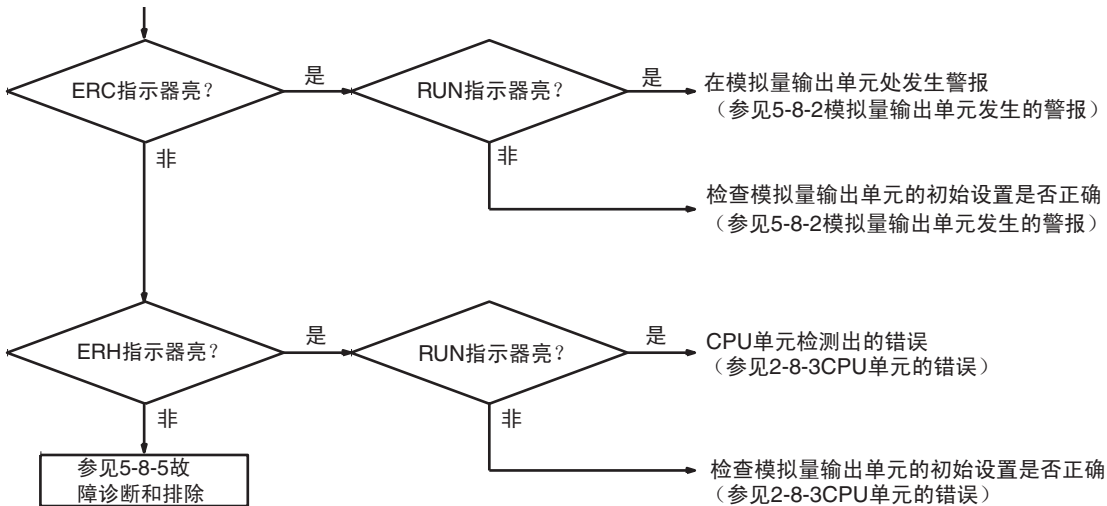 ERC指示器亮？
是
RUN指示器亮？
是
在模拟量输出单元处发生警报
（参见5-8-2模拟量输出单元发生的警报）
非
非
检查模拟量输出单元的初始设置是否正确
（参见5-8-2模拟量输出单元发生的警报）
ERH指示器亮？
是
RUN指示器亮？
是
CPU单元检测出的错误
（参见2-8-3CPU单元的错误）
非
非
参见5-8-5故
障诊断和排除
检查模拟量输出单元的初始设置是否正确
（参见2-8-3CPU单元的错误）